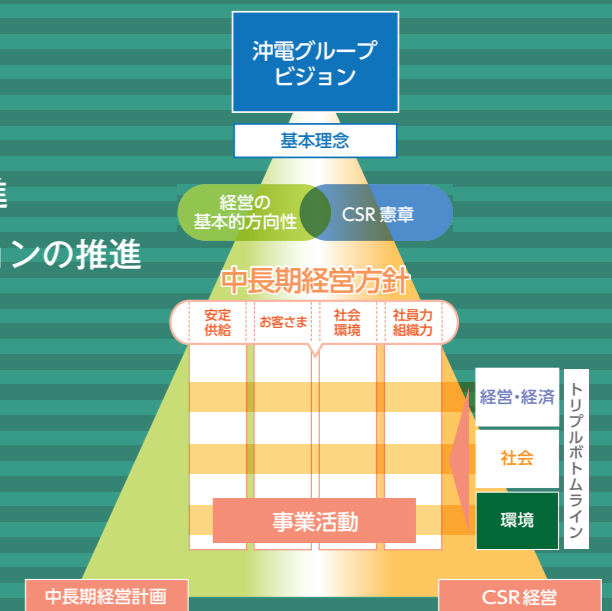 沖電グループ
ビジョン
基本理念
進
ョンの推進
経営の
基本的方向性
CSR 憲章
中長期経営方針
安定
供給
お客さま
社会
環境
社員力
組織力
経営・経済
社会
環境
トリプルボトムライン
事業活動
中長期経営計画
CSR 経営